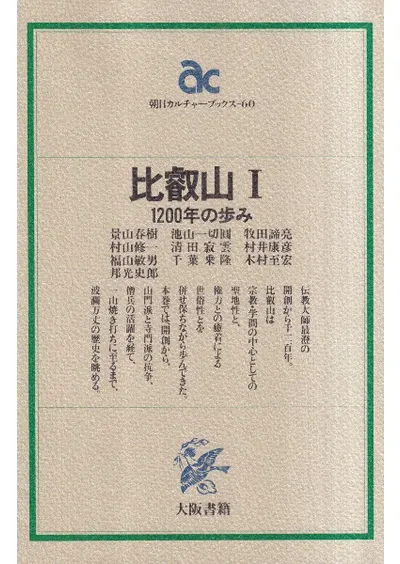 ac
朝日カルチャーブックス-60
比叡山 I
1200年の歩み
景山春樹 池山一切圓 牧田諦亮
村山修一 清田寂雲 村井康彦
福山敏男 千葉乗隆 木村至宏
邦光史郎
伝教大師最澄の
開創から千二百年。
比叡山は
宗教・学問の中心としての
聖地性と、
権力との癒着による
世俗性とを
併せ保ちながら歩んできた。
本巻では、開創から、
山門派と寺門派の抗争、
僧兵の活躍を経て、
一山焼き打ちに至るまで、
波瀾万丈の歴史を眺める。
大阪書籍